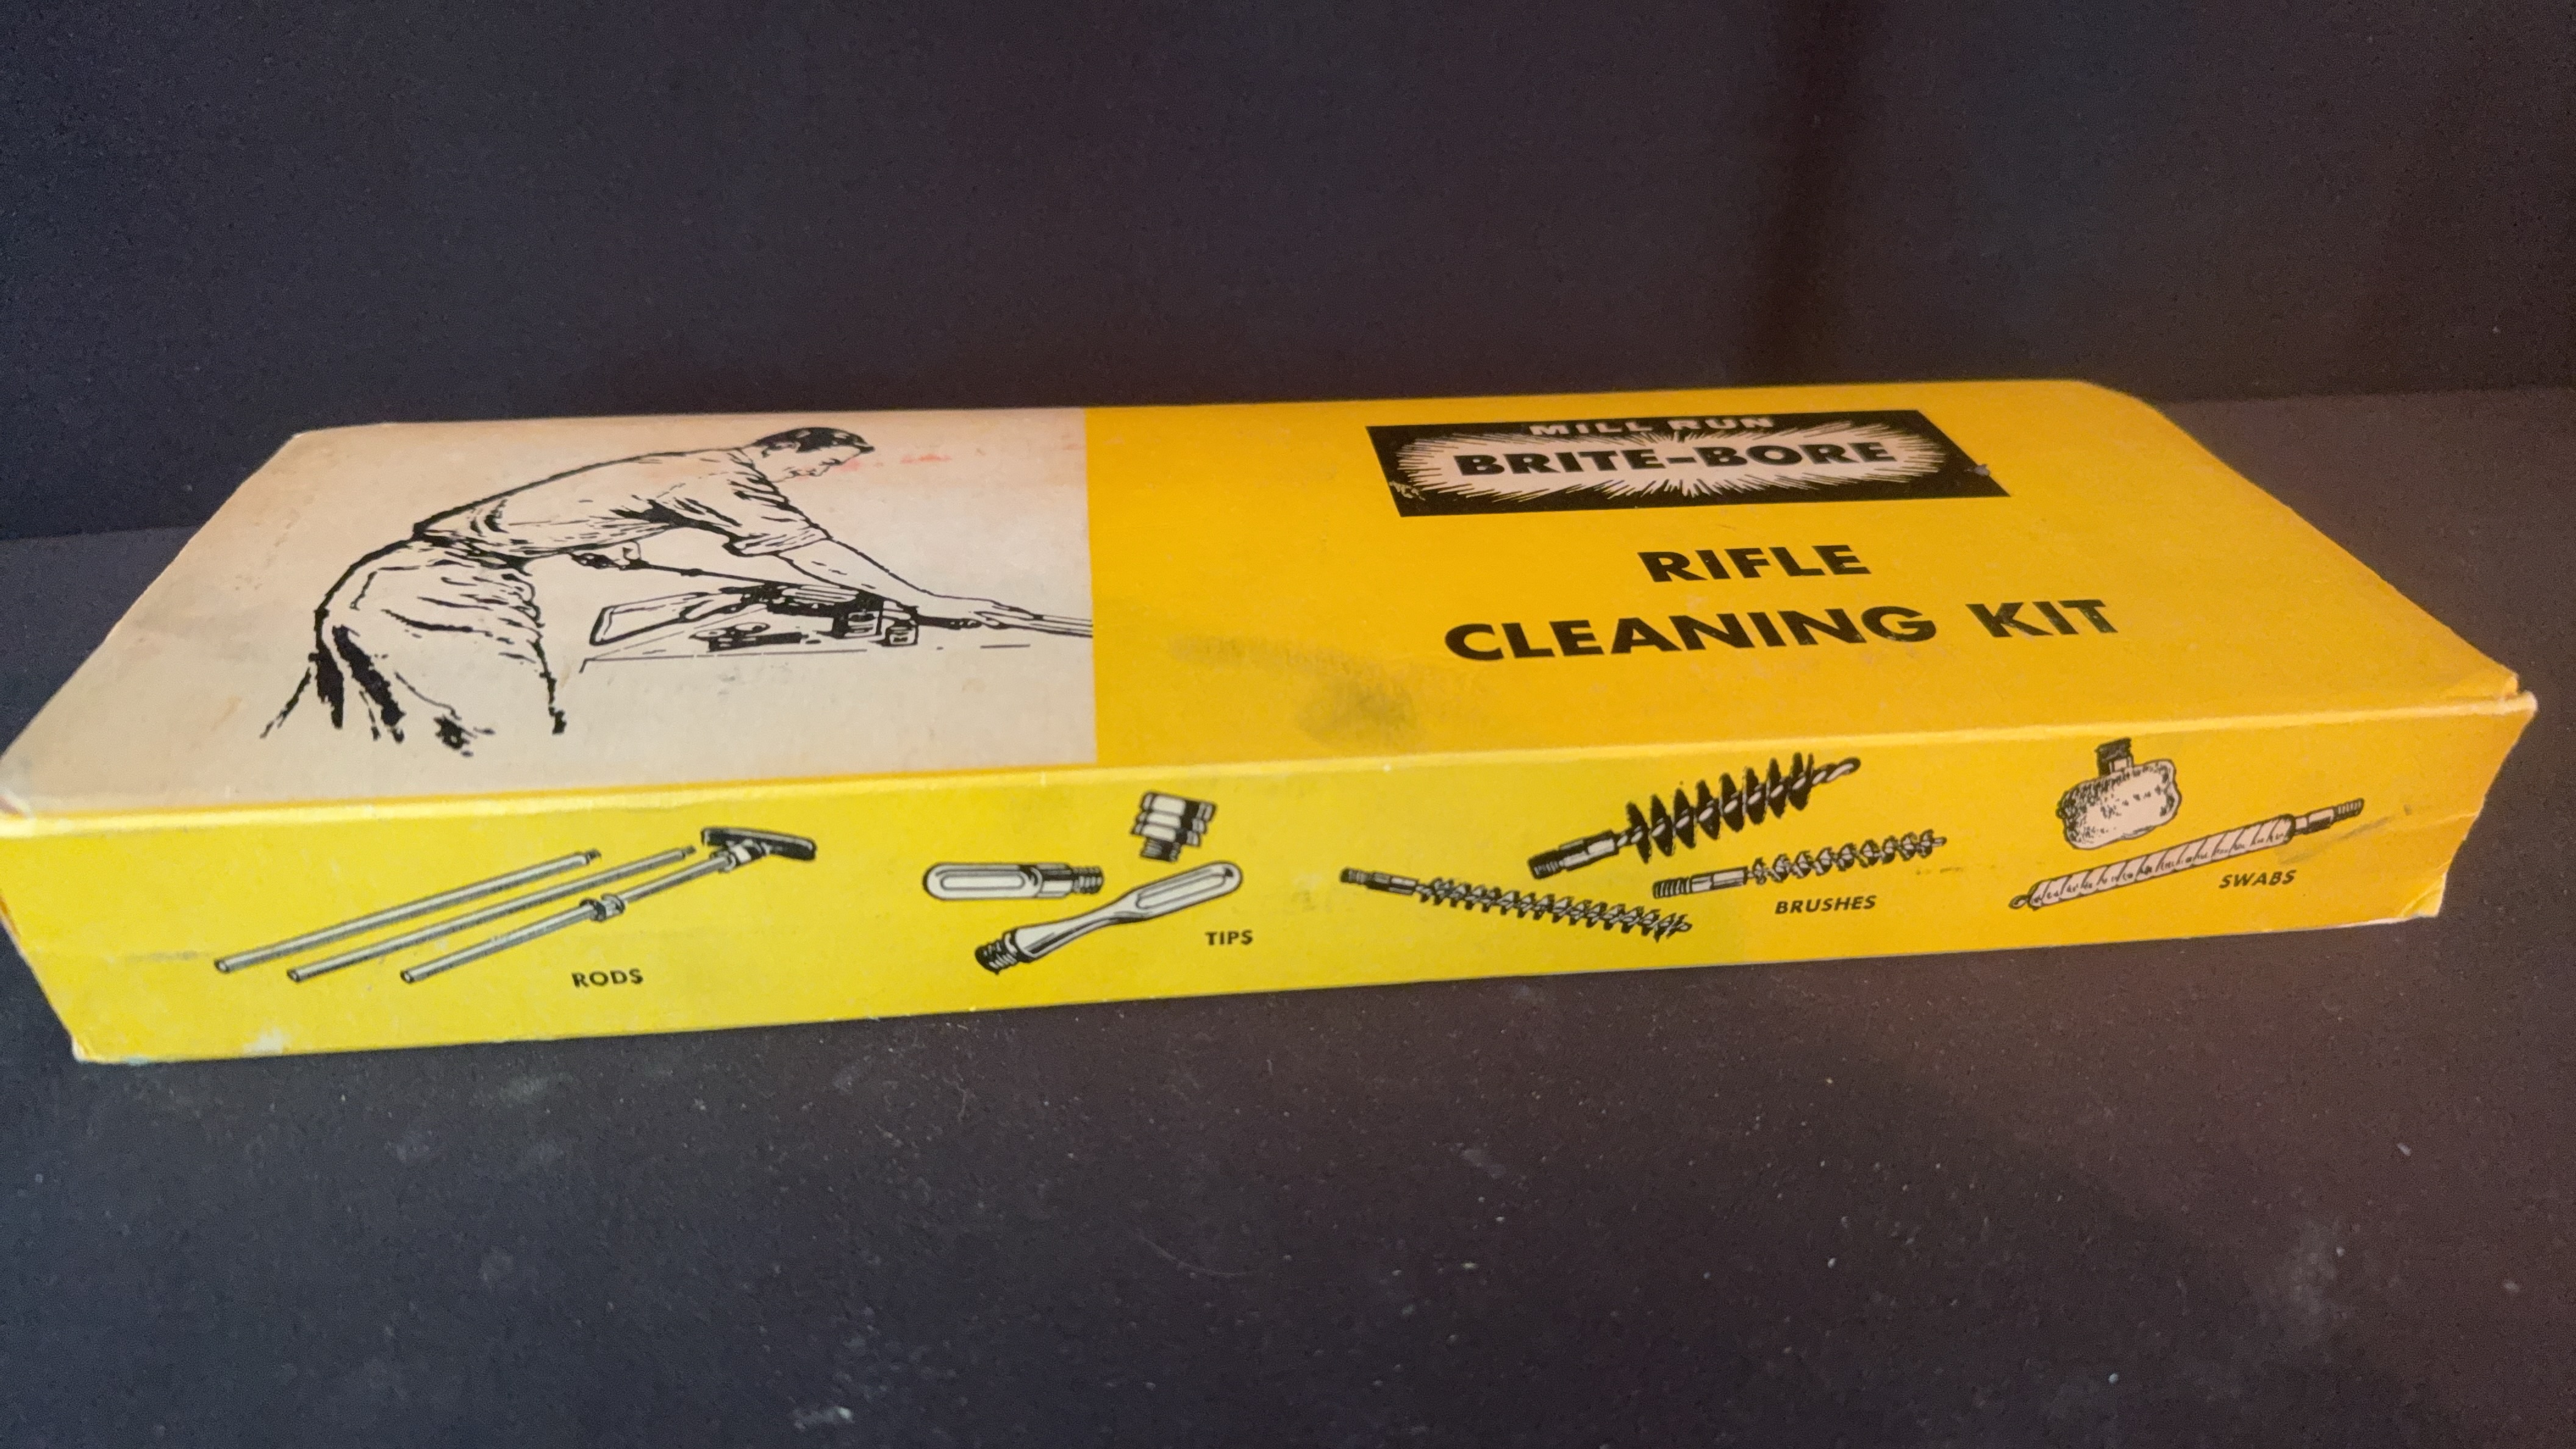 MILL RUN
BRITE-BORE
RIFLE
CLEANING KIT
RODS
TIPS
BRUSHES
SWABS